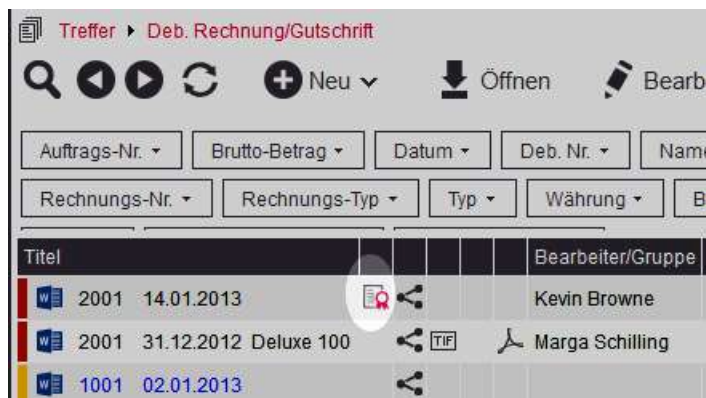 Treffer Deb. Rechnung/Gutschrift
Neu Öffnen Bearb
Auftrags-Nr. Brutto-Betrag Datum Deb. Nr. Name
Rechnungs-Nr. Rechnungs-Typ Typ Währung B
Titel Bearbeiter/Gruppe
W 2001 14.01.2013 Kevin Browne
W 2001 31.12.2012 Deluxe 100 TIF Marga Schilling
W 1001 02.01.2013